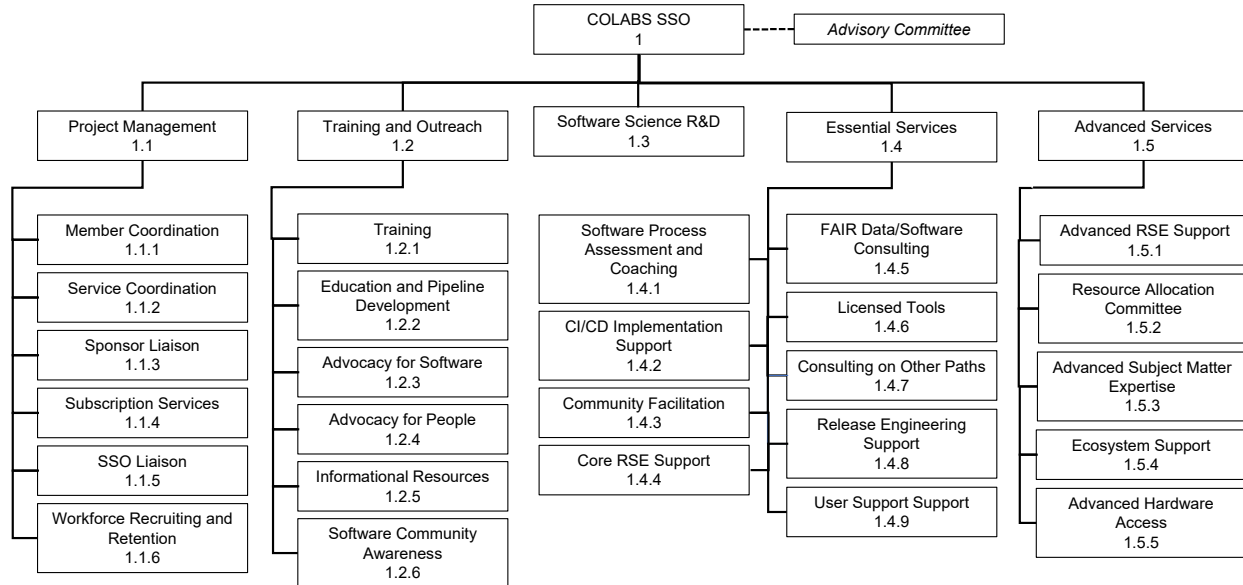 COLABS SSO
1
Advisory Committee
Project Management
1.1
Training and Outreach
1.2
Software Science R&D
1.3
Essential Services
1.4
Advanced Services
1.5
Member Coordination
1.1.1
Service Coordination
1.1.2
Sponsor Liaison
1.1.3
Subscription Services
1.1.4
SSO Liaison
1.1.5
Workforce Recruiting and
Retention
1.1.6
Training
1.2.1
Education and Pipeline
Development
1.2.2
Advocacy for Software
1.2.3
Advocacy for People
1.2.4
Informational Resources
1.2.5
Software Community
Awareness
1.2.6
Software Process
Assessment and
Coaching
1.4.1
CI/CD Implementation
Support
1.4.2
Community Facilitation
1.4.3
Core RSE Support
1.4.4
FAIR Data/Software
Consulting
1.4.5
Licensed Tools
1.4.6
Consulting on Other Paths
1.4.7
Release Engineering
Support
1.4.8
User Support Support
1.4.9
Advanced RSE Support
1.5.1
Resource Allocation
Committee
1.5.2
Advanced Subject Matter
Expertise
1.5.3
Ecosystem Support
1.5.4
Advanced Hardware
Access
1.5.5